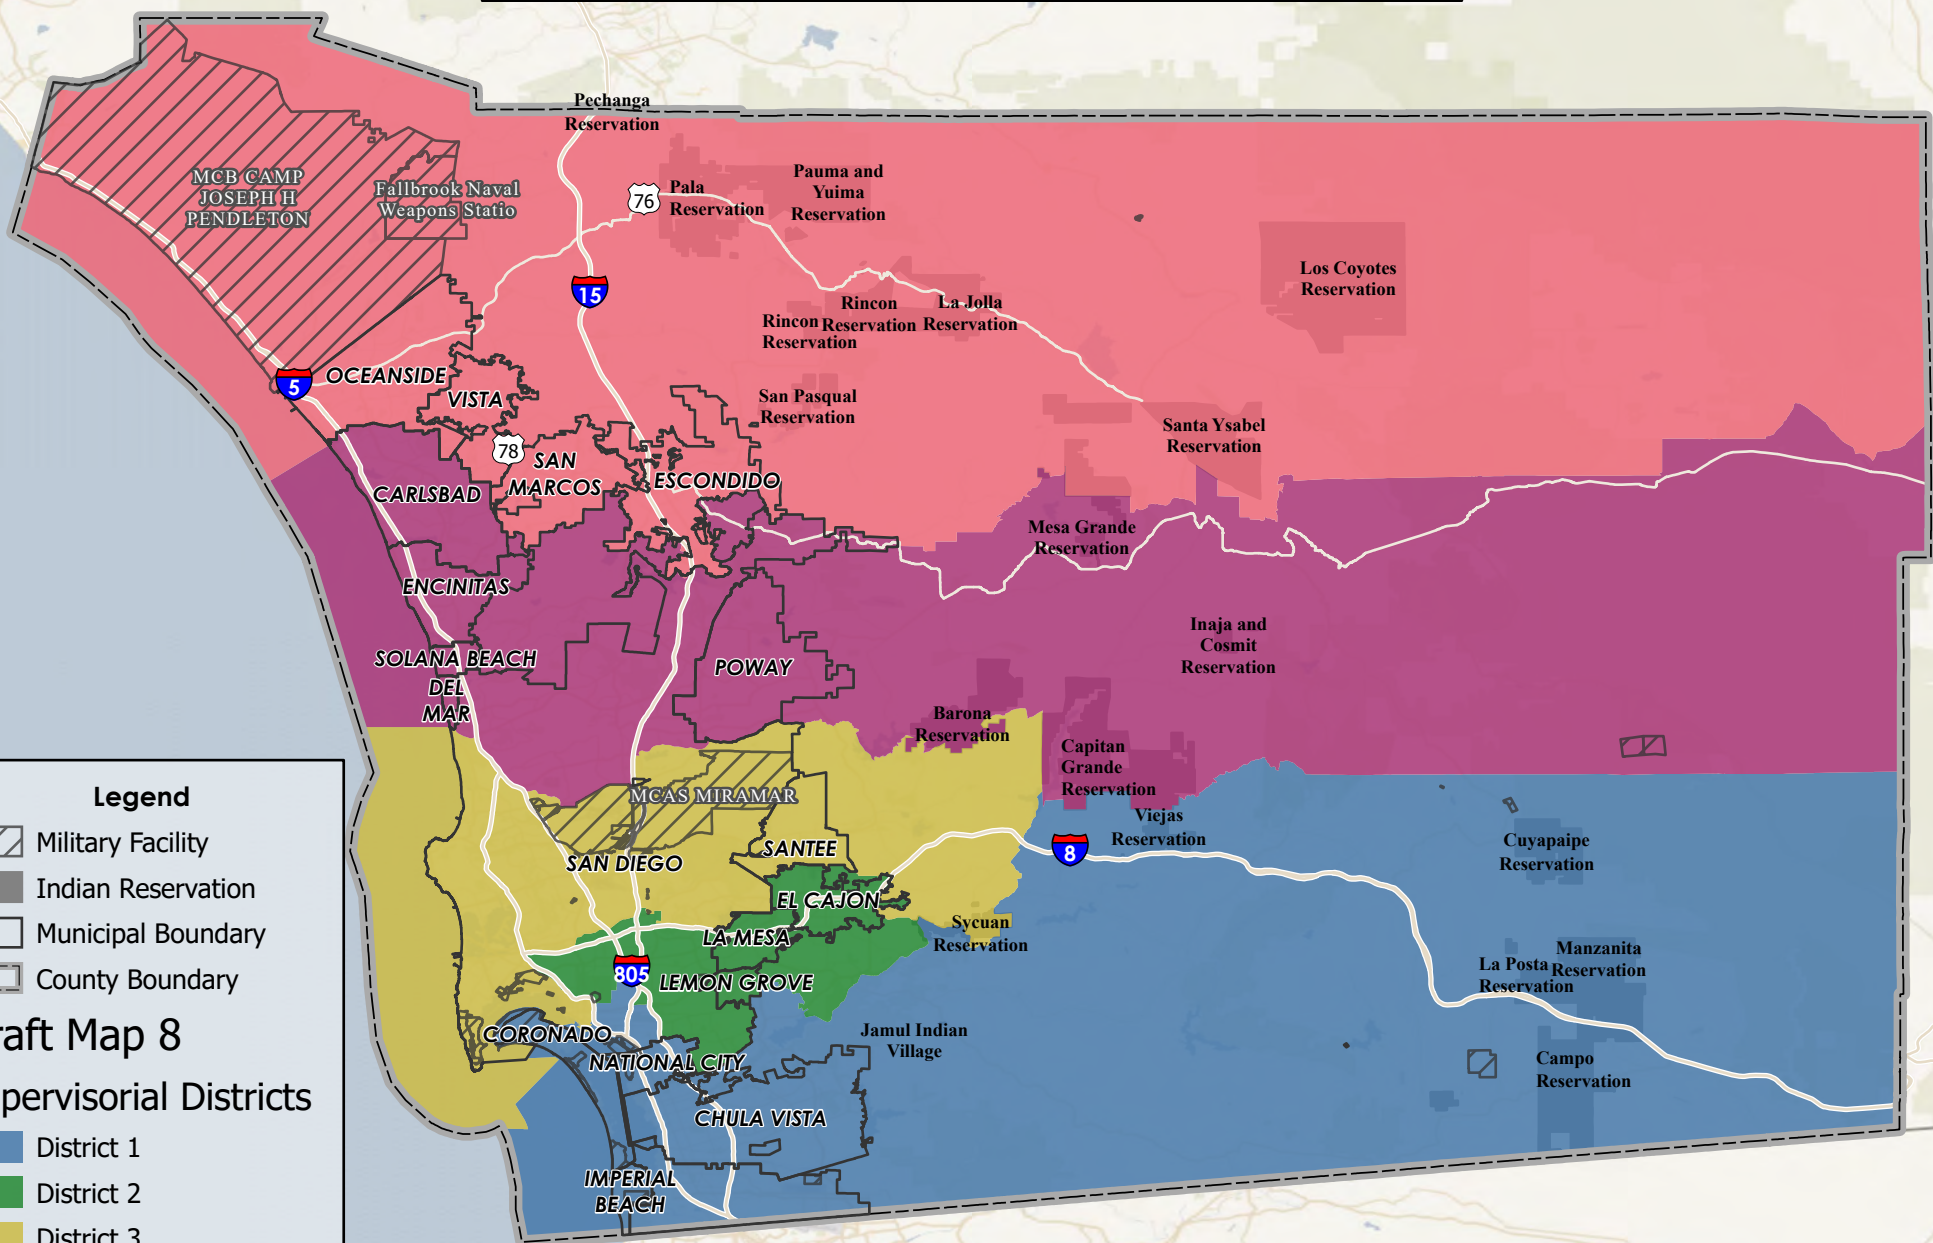 Pechanga
Reservation
MCB CAMP
JOSEPH H
PENDLETON
Fallbrook Naval
Weapons Statio
76
Pala
Reservation
Pauma and
Yuima
Reservation
15
Los Coyotes
Reservation
Rincon
Reservation
Rincon
Reservation
La Jolla
Reservation
5
OCEANSIDE
VISTA
San Pasqual
Reservation
Santa Ysabel
Reservation
78
SAN
MARCOS
ESCONDIDO
CARLSBAD
Mesa Grande
Reservation
ENCINITAS
Inaja and
Cosmit
Reservation
SOLANA BEACH
DEL
MAR
POWAY
Barona
Reservation
Capitan
Grande
Reservation
MCAS MIRAMAR
Viejas
Reservation
8
SAN DIEGO
SANTEE
Cuyapaipe
Reservation
EL CAJON
Sycuan
Reservation
LA MESA
805
LEMON GROVE
Manzanita
Reservation
La Posta
Reservation
CORONADO
Jamul Indian
Village
NATIONAL CITY
Campo
Reservation
CHULA VISTA
IMPERIAL
BEACH
Legend
Military Facility
Indian Reservation
Municipal Boundary
County Boundary
raft Map 8
pervisorial Districts
District 1
District 2
District 3